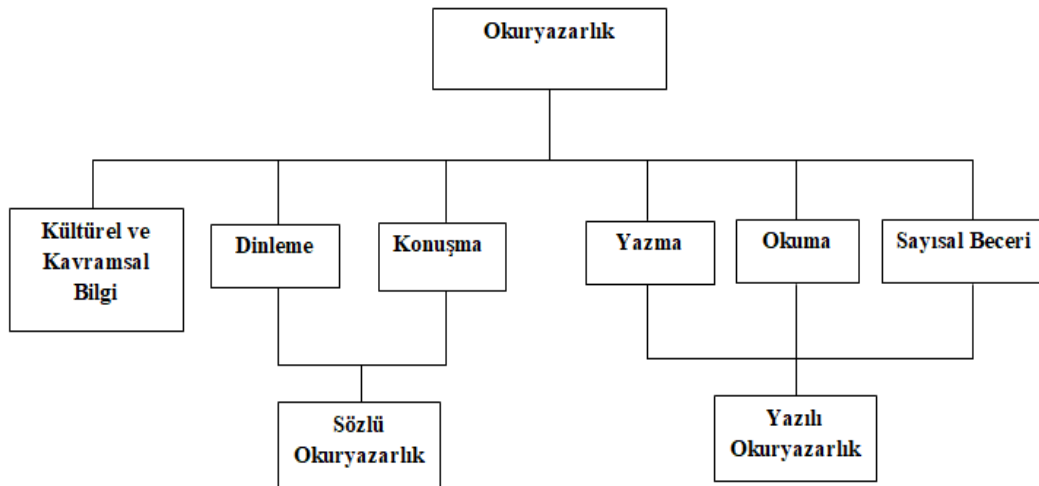 Okuryazarlık
Kültürel ve
Kavramsal
Bilgi
Dinleme
Konuşma
Yazma
Okuma
Sayısal Beceri
Sözlü
Okuryazarlık
Yazılı
Okuryazarlık